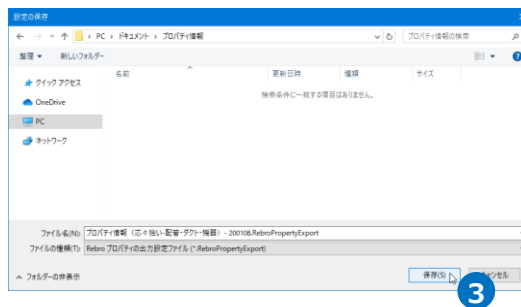 設定の保存
> PC > ドキュメント > プロパティ情報
プロパティ情報の検索
整理 新しいフォルダー
名前 更新日時 種類 サイズ
検索条件に一致する項目はありません。
クイック アクセス
OneDrive
PC
ネットワーク
ファイル名(N): プロパティ情報（芯々拾い-配管・ダクト・機器）- 200108.RebroPropertyExport
ファイルの種類(T): Rebro プロパティの出力設定ファイル (*.RebroPropertyExport)
フォルダーの非表示
保存(S) キャンセル
3